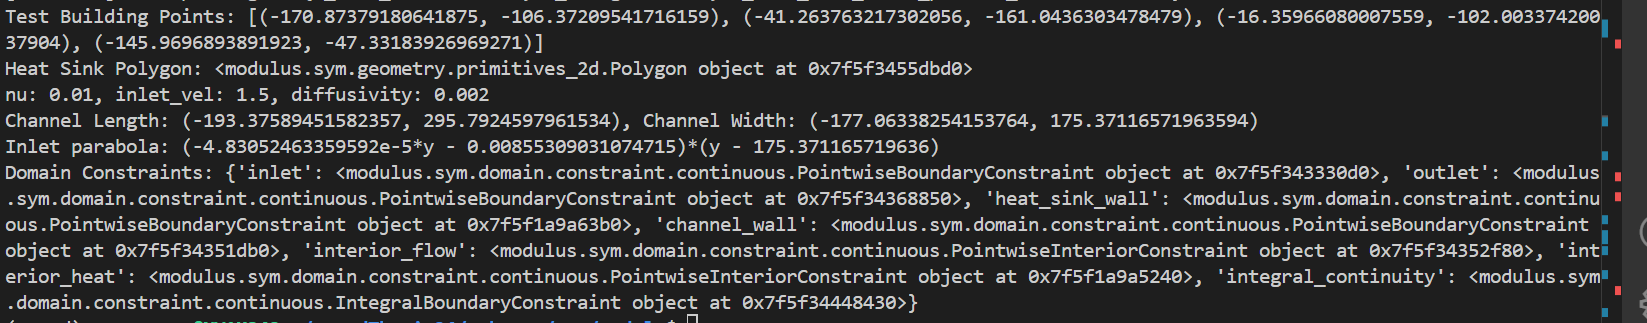 Test Building Points: [(-170.87379180641875, -106.37209541716159), (-41.263763217302056, -161.0436303478479), (-16.35966080007559, -102.003374200
37904), (-145.9696893891923, -47.33183926969271)]
Heat Sink Polygon: <modulus.sym.geometry.primitives_2d.Polygon object at 0x7f5f3455dbd0>
nu: 0.01, inlet_vel: 1.5, diffusivity: 0.002
Channel Length: (-193.37589451582357, 295.7924597961534), Channel Width: (-177.06338254153764, 175.37116571963594)
Inlet parabola: (-4.83052463359592e-5*y - 0.00855309031074715)*(y - 175.371165719636)
Domain Constraints: {'inlet': <modulus.sym.domain.constraint.continuous.PointwiseBoundaryConstraint object at 0x7f5f343330d0>, 'outlet': <modulus
.sym.domain.constraint.continuous.PointwiseBoundaryConstraint object at 0x7f5f34368850>, 'heat_sink_wall': <modulus.sym.domain.constraint.continu
ous.PointwiseBoundaryConstraint object at 0x7f5f1a9a63b0>, 'channel_wall': <modulus.sym.domain.constraint.continuous.PointwiseBoundaryConstraint
object at 0x7f5f34351db0>, 'interior_flow': <modulus.sym.domain.constraint.continuous.PointwiseInteriorConstraint object at 0x7f5f34352f80>, 'int
erior_heat': <modulus.sym.domain.constraint.continuous.PointwiseInteriorConstraint object at 0x7f5f1a9a5240>, 'integral_continuity': <modulus.sym
.domain.constraint.continuous.IntegralBoundaryConstraint object at 0x7f5f34448430>}